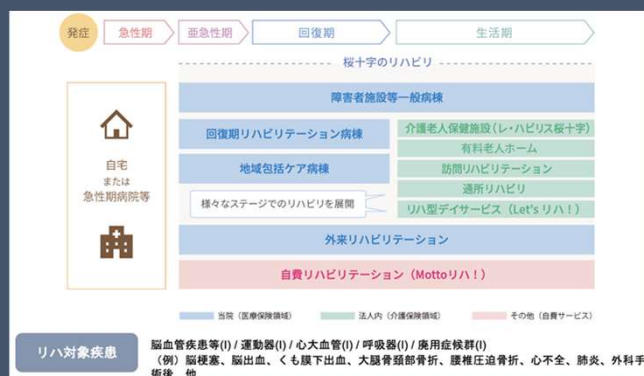 発症
急性期
亜急性期
回復期
生活期
桜十字のリハビリ
障害者施設等一般病棟
自宅
または
急性期病院等
回復期リハビリテーション病棟
地域包括ケア病棟
様々なステージでのリハビリを展開
介護老人保健施設(レ・ハビリス桜十字)
有料老人ホーム
訪問リハビリテーション
通所リハビリ
リハ型デイサービス(Let's リハ!)
外来リハビリテーション
自費リハビリテーション(Mottoリハ!)
当院(医療保険領域)
法人内(介護保険領域)
その他(自費サービス)
リハ対象疾患
脳血管疾患等(I) / 運動器(I) / 心大血管(I) / 呼吸器(I) / 廃用症候群(I)
(例)脳梗塞、脳出血、くも膜下出血、大腿骨頚部骨折、腰椎圧迫骨折、心不全、肺炎、外科手
術後 他